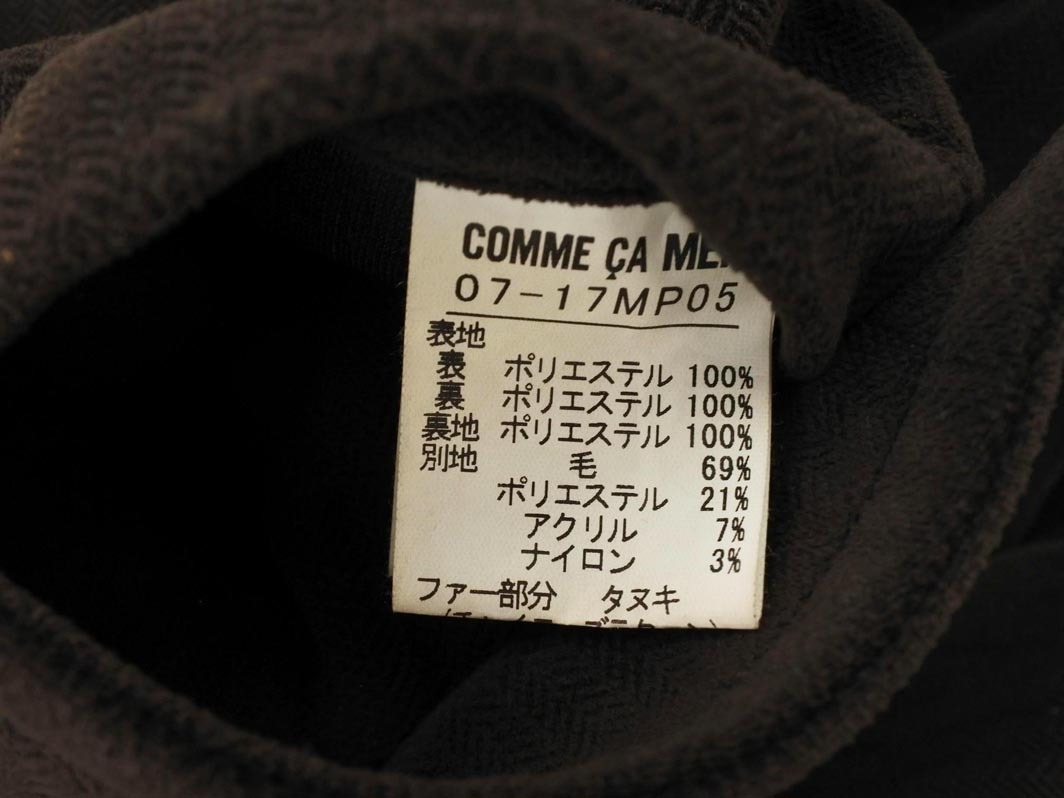 COMME ÇA
07-17MP05
表地
表 ポリエステル 100%
裏 ポリエステル 100%
裏地 ポリエステル 100%
別地 毛 69%
ポリエステル 21%
アクリル 7%
ナイロン 3%
ファー部分 タヌキ